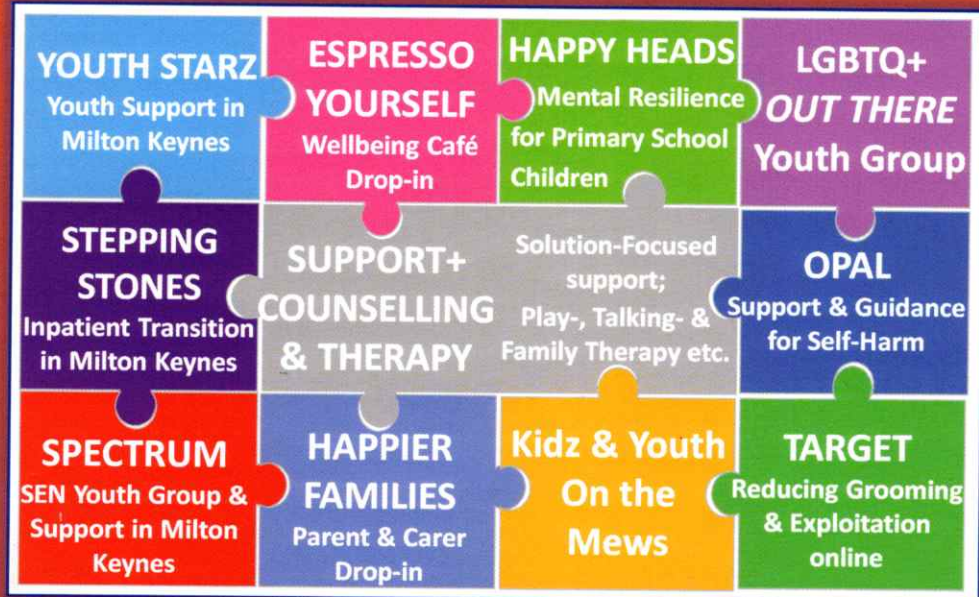 YOUTH STARZ
Youth Support in
Milton Keynes
ESPRESSO
YOURSELF
Wellbeing Café
Drop-in
HAPPY HEADS
Mental Resilience
for Primary School
Children
LGBTQ+
OUT THERE
Youth Group
STEPPING
STONES
Inpatient Transition
in Milton Keynes
SUPPORT+
COUNSELLING
& THERAPY
Solution-Focused
support;
Play-, Talking- &
Family Therapy etc.
OPAL
Support & Guidance
for Self-Harm
SPECTRUM
SEN Youth Group &
Support in Milton
Keynes
HAPPIER
FAMILIES
Parent & Carer
Drop-in
Kidz & Youth
On the
Mews
TARGET
Reducing Grooming
& Exploitation
online